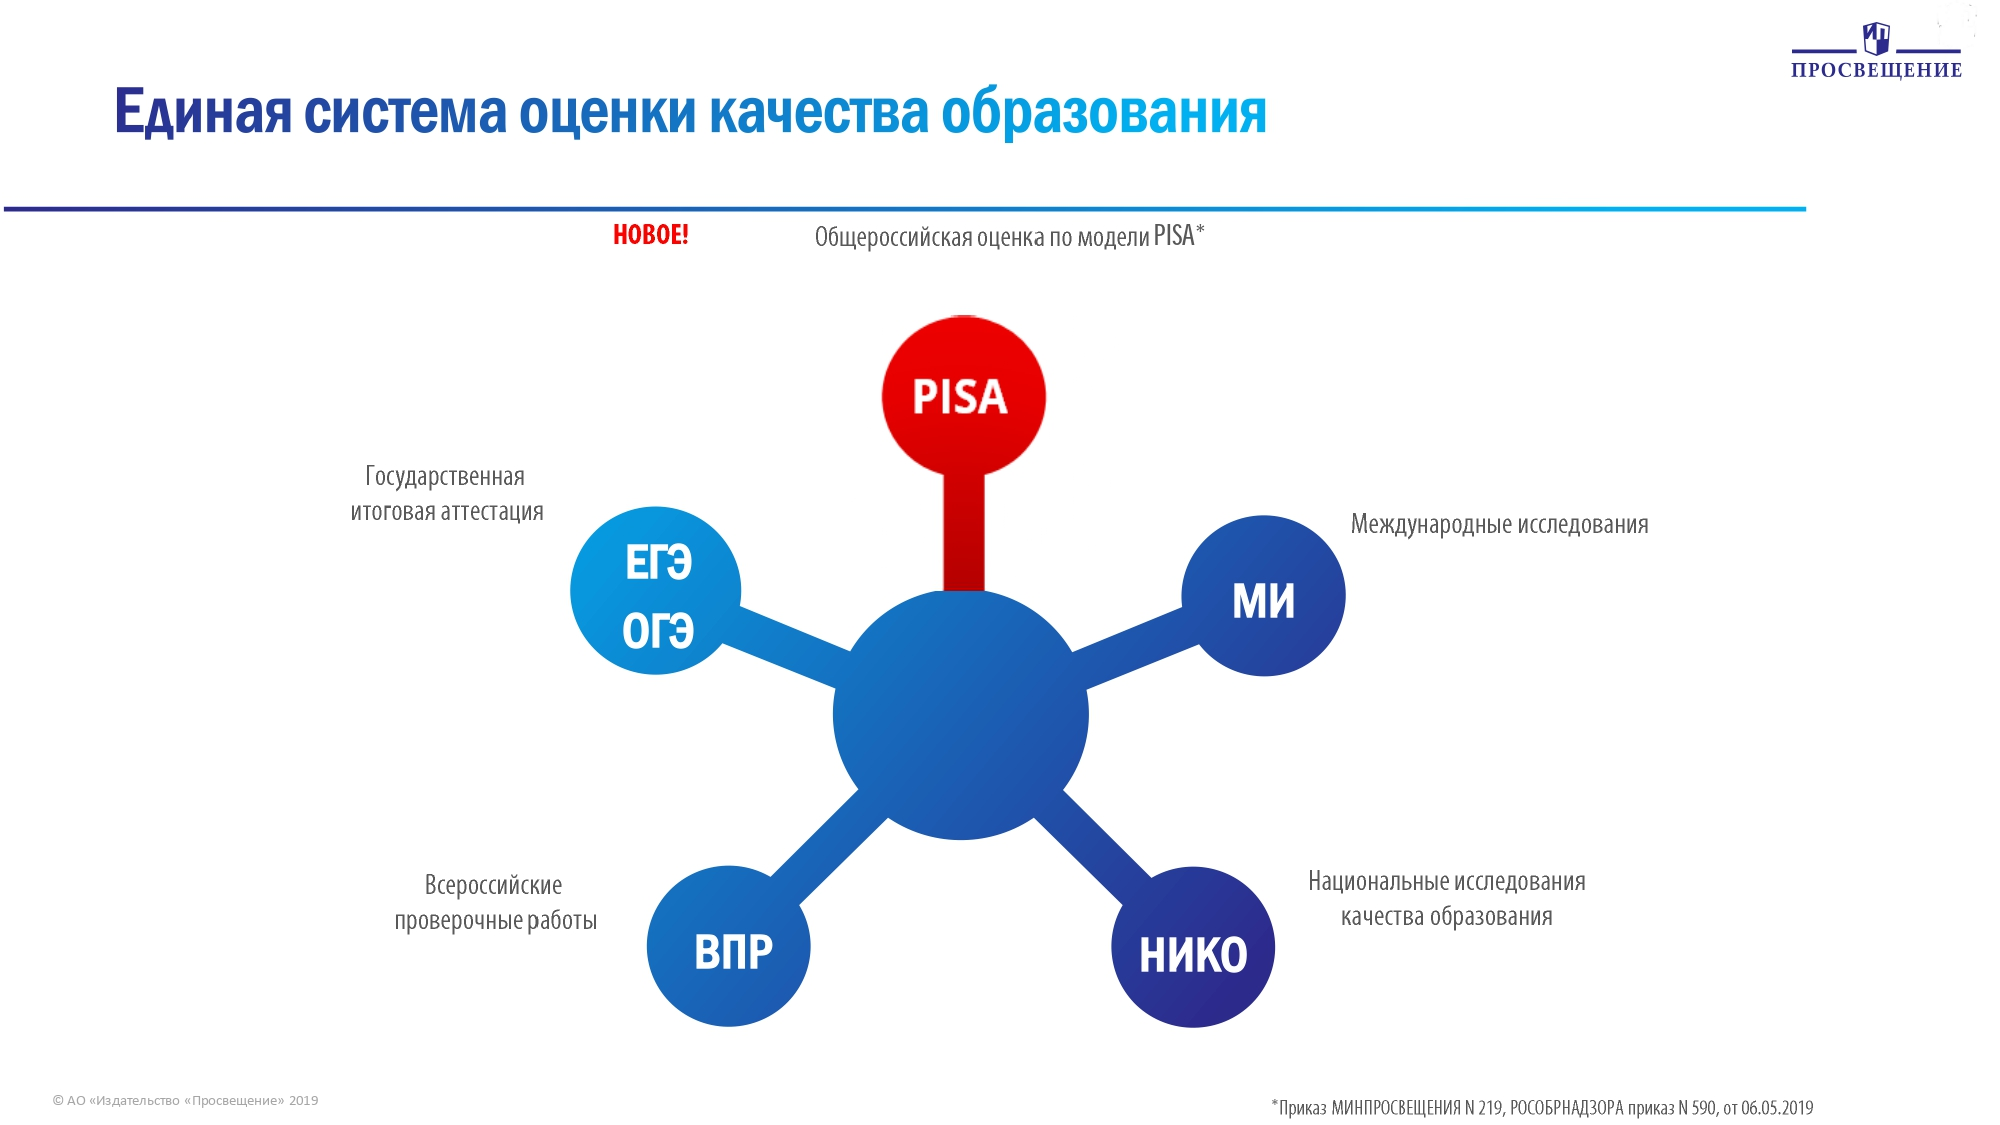 ИП
ПРОСВЕЩЕНИЕ
Единая система оценки качества образования
НОВОЕ!
Общероссийская оценка по модели PISA*
PISA
Государственная
итоговая аттестация
ЕГЭ
ОГЭ
Международные исследования
МИ
Всероссийские
проверочные работы
ВПР
Национальные исследования
качества образования
НИКО
© АО «Издательство «Просвещение» 2019
*Приказ МИНПРОСВЕЩЕНИЯ N 219, РОСОБРНАДЗОРА приказ N 590, от 06.05.2019